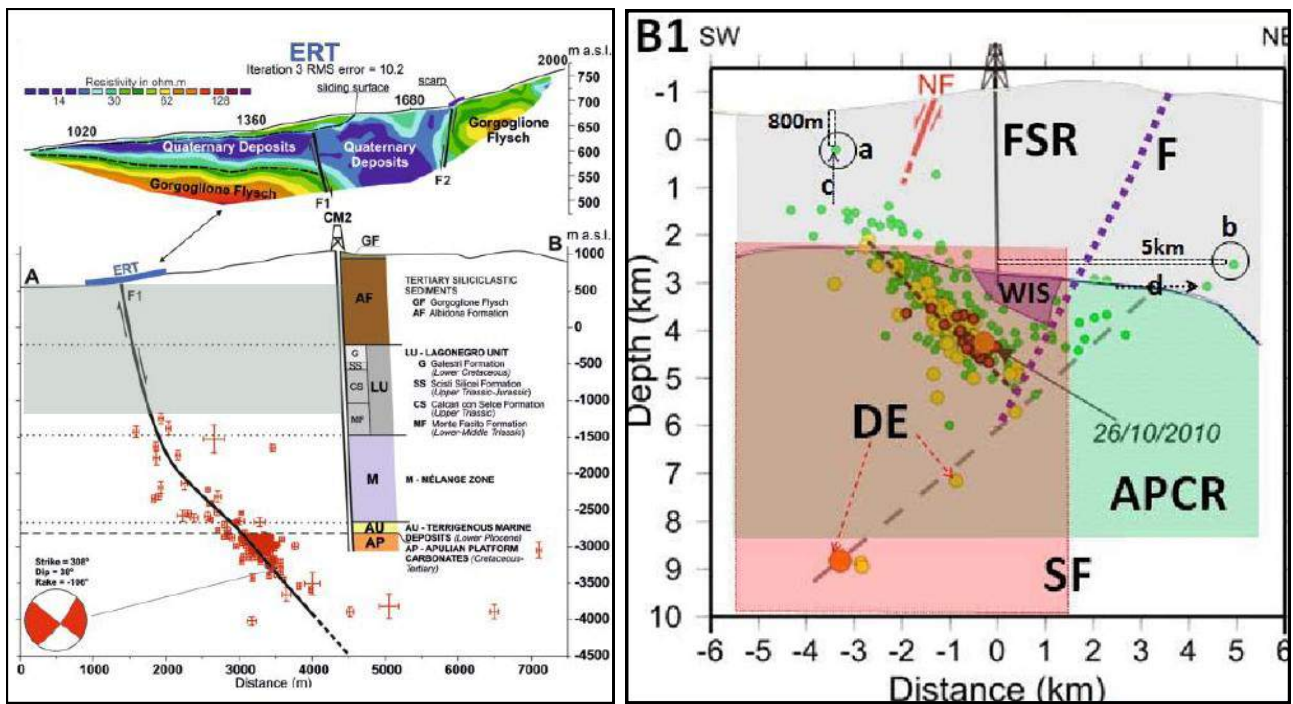 ERT
Iteration 3 RMS error = 10.2
m a.s.l.
2000
Resistivity in ohm.m
14 30 62 128
sliding surface
scarp
1020
1360
1680
750
700
650
600
550
500
Quaternary Deposits
Quaternary Deposits
Gorgoglione Flysch
Gorgoglione Flysch
F1
F2
CM2
m a.s.l.
A
B
ERT
F1
GF
AF
G
SS
CS
MF
LU
M
AU
AP
TERTIARY SILICICLASTIC
SEDIMENTS
GF Gorgoglione Flysch
AF Albidona Formation
LU - LAGONEGRO UNIT
G Galestri Formation
(Lower Cretaceous)
SS Scisti Silicei Formation
(Upper Triassic-Jurassic)
CS Calcari con Selce Formation
(Upper Triassic)
MF Monte Facito Formation
(Lower-Middle Triassic)
M - MÉLANGE ZONE
AU - TERRIGENOUS MARINE
DEPOSITS (Lower Pliocene)
AP - APULIAN PLATFORM
CARBONATES (Cretaceous-
Tertiary)
1000
500
0
-500
-1000
-1500
-2000
-2500
-3000
-3500
-4000
-4500
Strike = 308°
Dip = 38°
Rake = -106°
0 1000 2000 3000 4000 5000 6000 7000
Distance (m)
B1 SW
NE
NF
800m
a
c
FSR
F
b
5km
d
WIS
DE
26/10/2010
APCR
SF
Depth (km)
-1
0
1
2
3
4
5
6
7
8
9
10
-6 -5 -4 -3 -2 -1 0 1 2 3 4 5 6
Distance (km)